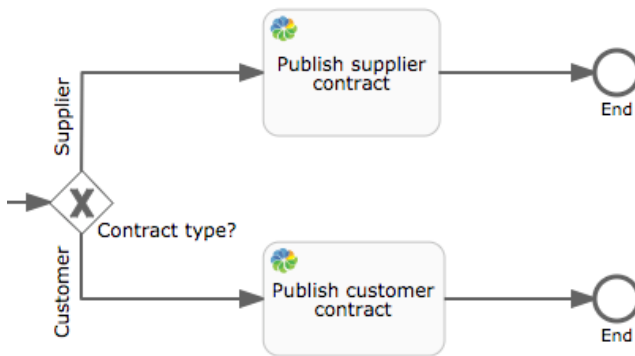 Publish supplier
contract
End
Supplier
Contract type?
Customer
Publish customer
contract
End